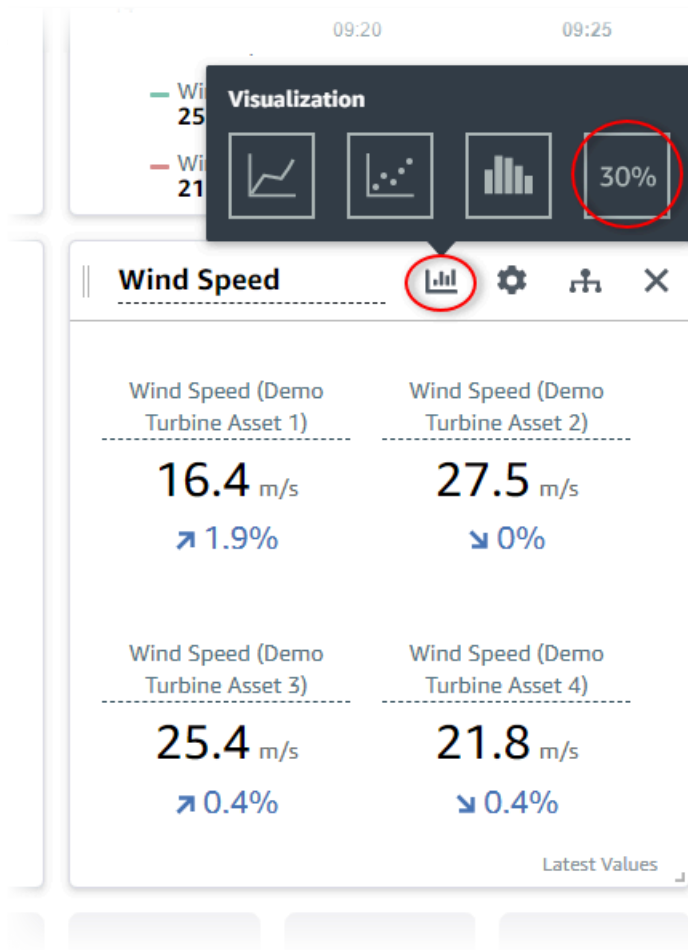 09:20 09:25
Visualization
25
21
30%
Wind Speed
Wind Speed (Demo
Turbine Asset 1)
16.4 m/s
1.9%
Wind Speed (Demo
Turbine Asset 2)
27.5 m/s
0%
Wind Speed (Demo
Turbine Asset 3)
25.4 m/s
0.4%
Wind Speed (Demo
Turbine Asset 4)
21.8 m/s
0.4%
Latest Values